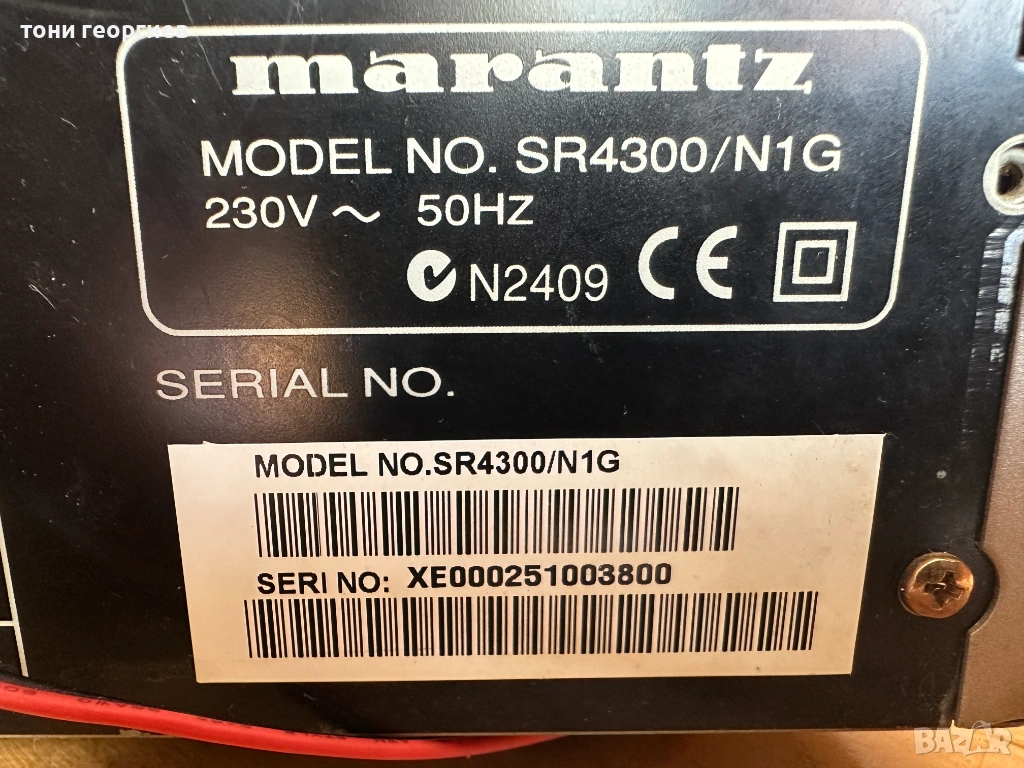 тони георгиев
marantz
MODEL NO. SR4300/N1G
230V ~ 50HZ
N2409 CE
SERIAL NO.
MODEL NO.SR4300/N1G
SERI NO: XE000251003800
BAZAR